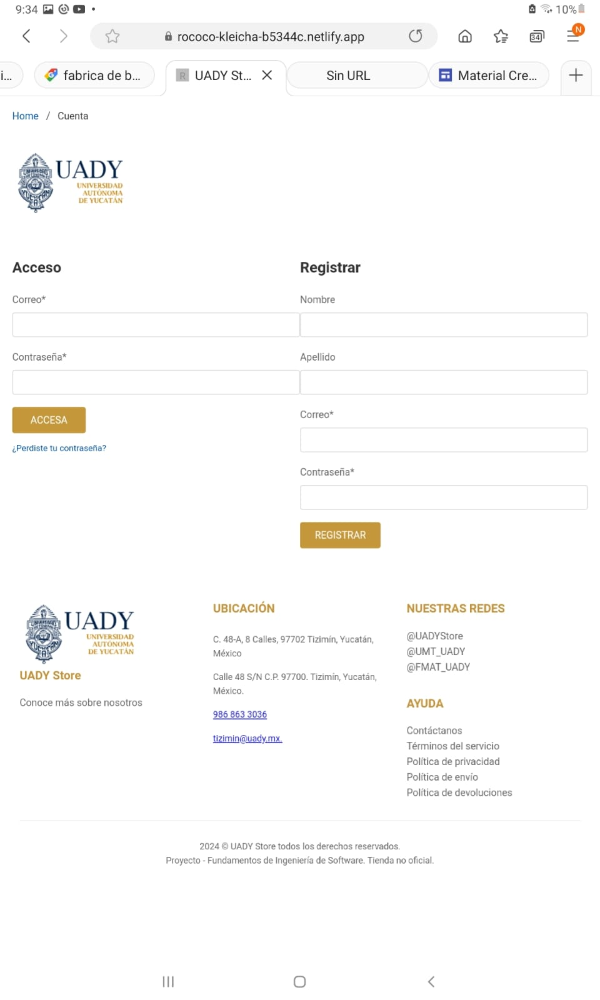 9:34
10%
rococo-kleicha-b5344c.netlify.app
34
N
i...
fabrica de b...
R
UADY St...
Sin URL
Material Cre...
Home / Cuenta
UADY
UNIVERSIDAD
AUTÓNOMA
DE YUCATÁN
Acceso
Correo*
Contraseña*
ACCESA
¿Perdiste tu contraseña?
Registrar
Nombre
Apellido
Correo*
Contraseña*
REGISTRAR
UADY
UNIVERSIDAD
AUTÓNOMA
DE YUCATÁN
UADY Store
Conoce más sobre nosotros
UBICACIÓN
C. 48-A, 8 Calles, 97702 Tizimín, Yucatán,
México
Calle 48 S/N C.P. 97700. Tizimín, Yucatán,
México.
986 863 3036
tizimin@uady.mx.
NUESTRAS REDES
@UADYStore
@UMT_UADY
@FMAT_UADY
AYUDA
Contáctanos
Términos del servicio
Política de privacidad
Política de envío
Política de devoluciones
2024 © UADY Store todos los derechos reservados.
Proyecto - Fundamentos de Ingeniería de Software. Tienda no oficial.